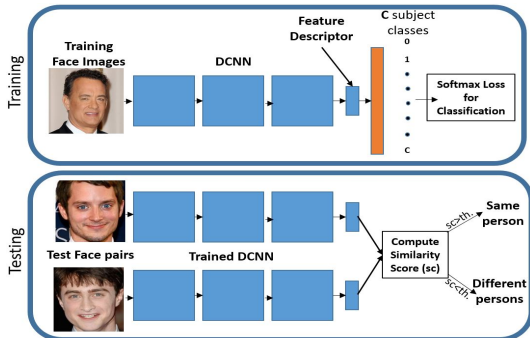 Training
Training
Face Images
DCNN
Feature
Descriptor
C subject
classes
0
1
C
Softmax Loss
for
Classification
Testing
Test Face pairs
Trained DCNN
Compute
Similarity
Score (sc)
sc>th.
Same
person
sc<th.
Different
persons